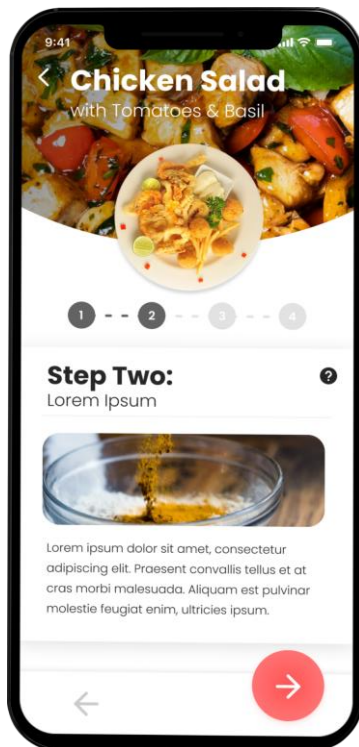 9:41
Chicken Salad
with Tomatoes & Basil
1 2 3 4
Step Two:
?
Lorem Ipsum
Lorem ipsum dolor sit amet, consectetur
adipiscing elit. Praesent convallis tellus et at
cras morbi malesuada. Aliquam est pulvinar
molestie feugiat enim, ultricies ipsum.